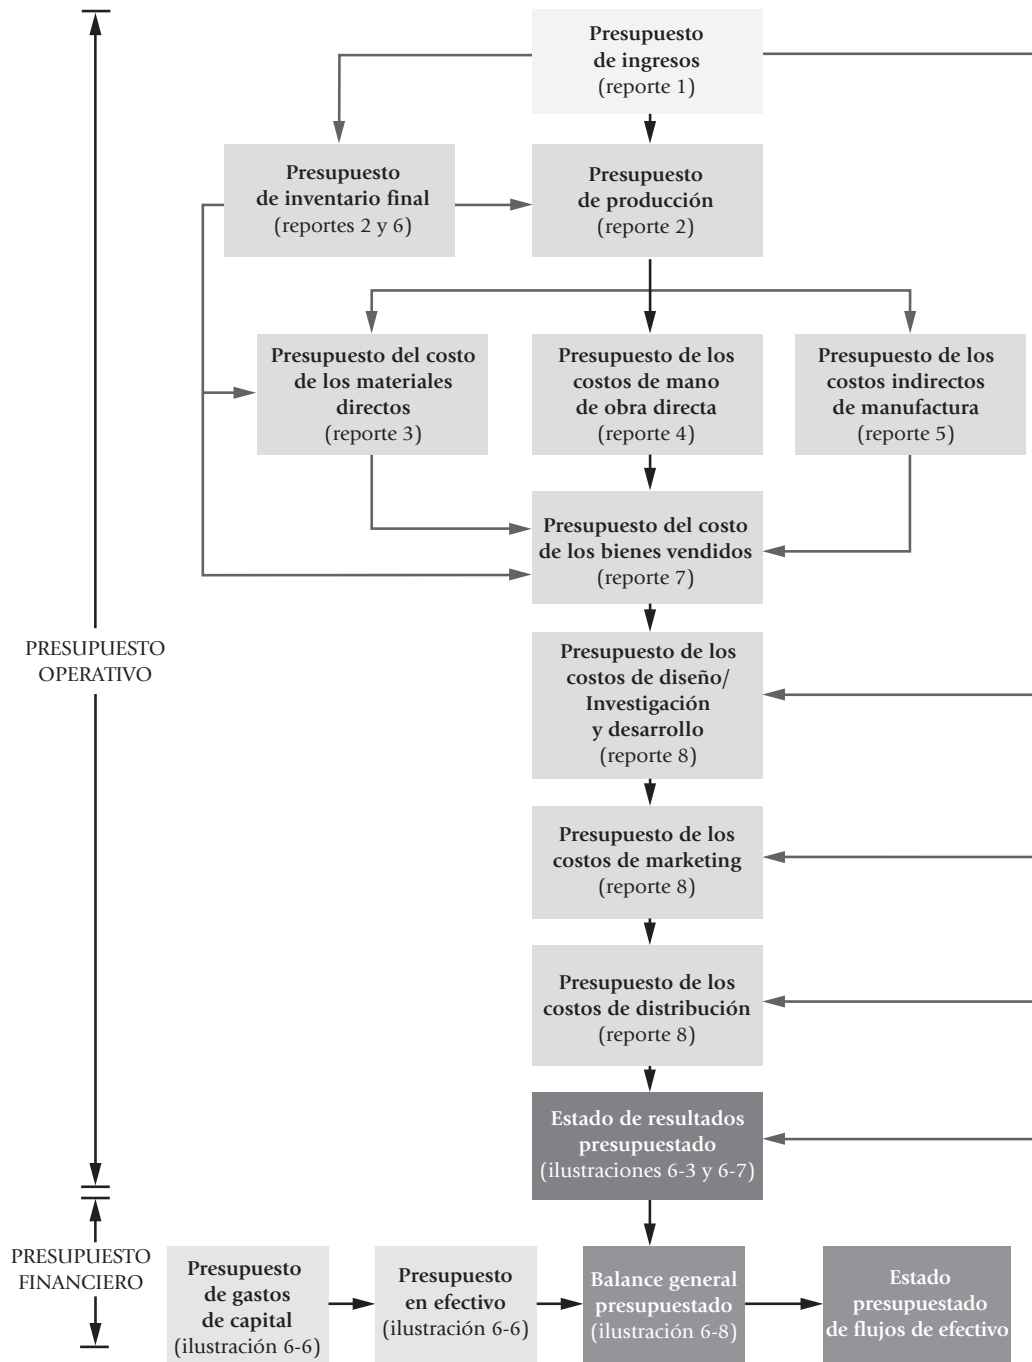 Presupuesto
de ingresos
(reporte 1)
Presupuesto
de inventario final
(reportes 2 y 6)
Presupuesto
de producción
(reporte 2)
Presupuesto del costo
de los materiales
directos
(reporte 3)
Presupuesto de los
costos de mano
de obra directa
(reporte 4)
Presupuesto de los
costos indirectos
de manufactura
(reporte 5)
Presupuesto del costo
de los bienes vendidos
(reporte 7)
PRESUPUESTO
OPERATIVO
Presupuesto de los
costos de diseño/
Investigación
y desarrollo
(reporte 8)
Presupuesto de los
costos de marketing
(reporte 8)
Presupuesto de los
costos de distribución
(reporte 8)
Estado de resultados
presupuestado
(ilustraciones 6-3 y 6-7)
PRESUPUESTO
FINANCIERO
Presupuesto
de gastos
de capital
(ilustración 6-6)
Presupuesto
en efectivo
(ilustración 6-6)
Balance general
presupuestado
(ilustración 6-8)
Estado
presupuestado
de flujos de efectivo